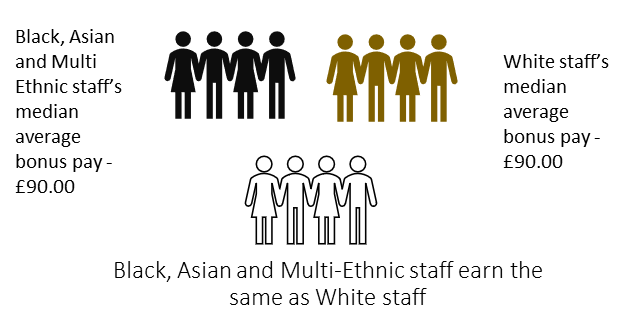 Black, Asian
and Multi
Ethnic staff’s
median
average
bonus pay -
£90.00
White staff’s
median
average
bonus pay -
£90.00
Black, Asian and Multi-Ethnic staff earn the
same as White staff